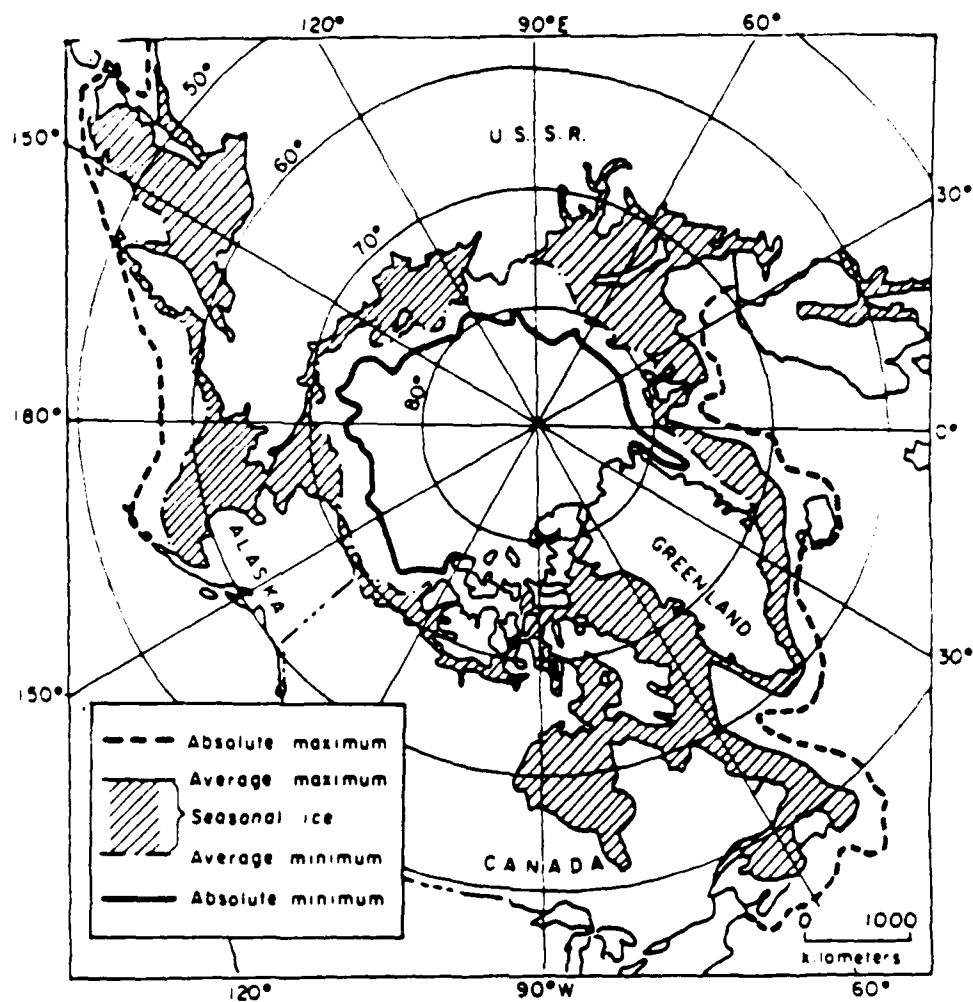 120° 90°E 60°
50°
150°
60°
U.S.S.R.
30°
70°
80°
180° 0°
ALASKA
GREENLAND
150° 30°
Absolute maximum
Average maximum
Seasonal ice
Average minimum
Absolute minimum
CANADA
0 1000
kilometers
120° 90°W 60°